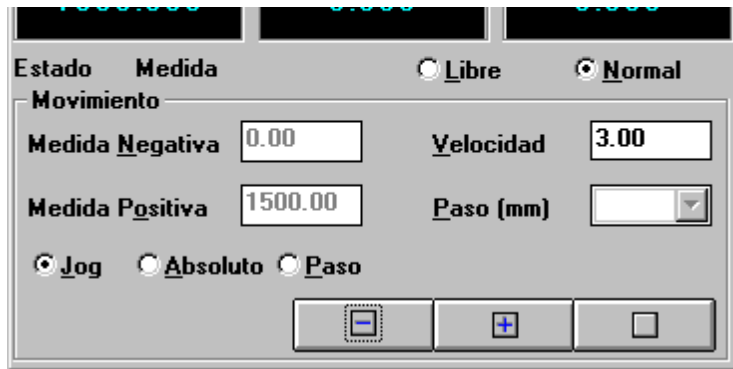 Estado Medida Libre Normal
Movimiento
Medida Negativa 0.00 Velocidad 3.00
Medida Positiva 1500.00 Paso (mm)
Jog Absoluto Paso